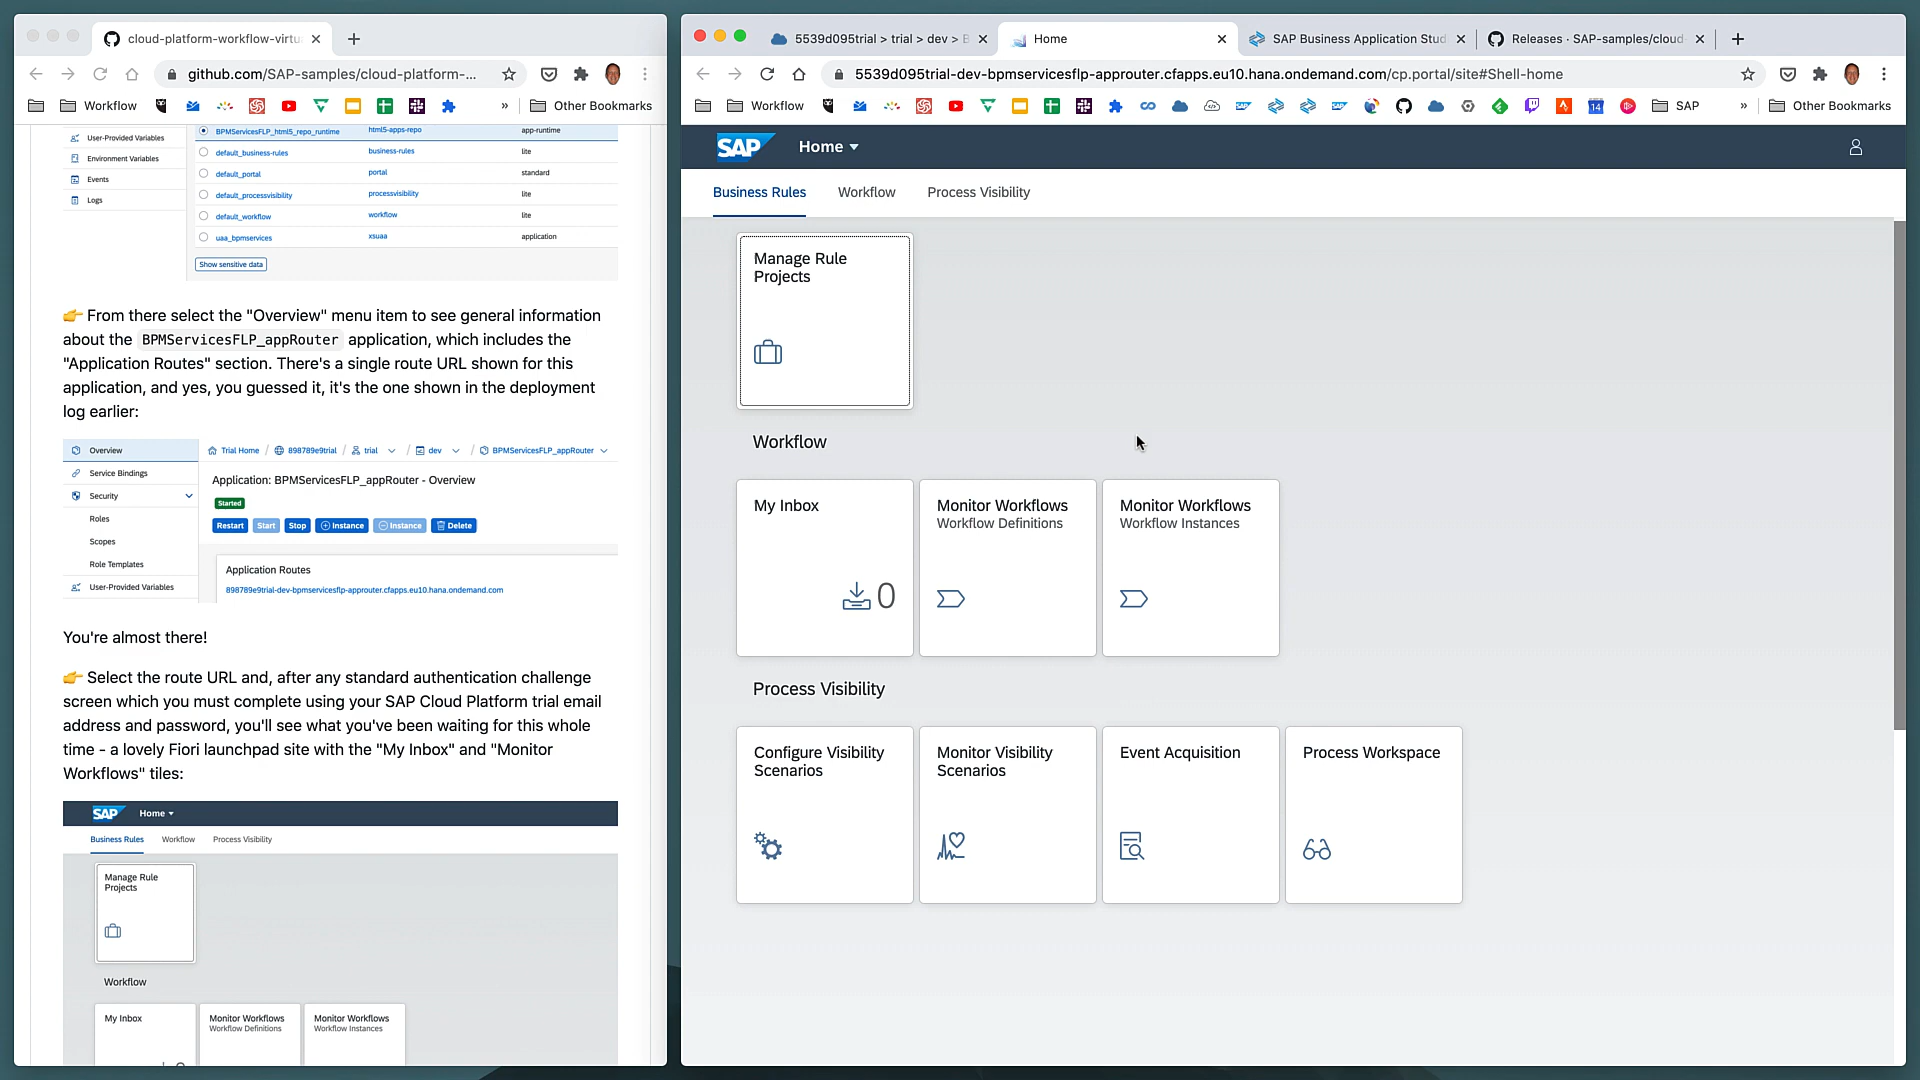 cloud-platform-workflow-virtu
github.com/SAP-samples/cloud-platform-...
Workflow
»
Other Bookmarks
User-Provided Variables
Environment Variables
Events
Logs
BPMServicesFLP_html5_repo_runtime html5-apps-repo app-runtime
default_business-rules business-rules lite
default_portal portal standard
default_processvisibility processvisibility lite
default_workflow workflow lite
uaa_bpmservices xsuaa application
Show sensitive data
👉 From there select the "Overview" menu item to see general information
about the BPMServicesFLP_appRouter application, which includes the
"Application Routes" section. There's a single route URL shown for this
application, and yes, you guessed it, it's the one shown in the deployment
log earlier:
Overview
Service Bindings
Security
Roles
Scopes
Role Templates
User-Provided Variables
Trial Home / 898789e9trial / trial / dev / BPMServicesFLP_appRouter
Application: BPMServicesFLP_appRouter - Overview
Started
Restart Start Stop Instance Instance Delete
Application Routes
898789e9trial-dev-bpmservicesflp-approuter.cfapps.eu10.hana.ondemand.com
You're almost there!
👉 Select the route URL and, after any standard authentication challenge
screen which you must complete using your SAP Cloud Platform trial email
address and password, you'll see what you've been waiting for this whole
time - a lovely Fiori launchpad site with the "My Inbox" and "Monitor
Workflows" tiles:
SAP Home
Business Rules Workflow Process Visibility
Manage Rule
Projects
Workflow
My Inbox
Monitor Workflows
Workflow Definitions
Monitor Workflows
Workflow Instances
5539d095trial > trial > dev > B
Home
SAP Business Application Stud
Releases · SAP-samples/cloud-
5539d095trial-dev-bpmservicesflp-approuter.cfapps.eu10.hana.ondemand.com/cp.portal/site#Shell-home
Workflow
14
SAP
»
Other Bookmarks
SAP Home
Business Rules Workflow Process Visibility
Manage Rule
Projects
Workflow
My Inbox
0
Monitor Workflows
Workflow Definitions
Monitor Workflows
Workflow Instances
Process Visibility
Configure Visibility
Scenarios
Monitor Visibility
Scenarios
Event Acquisition
Process Workspace